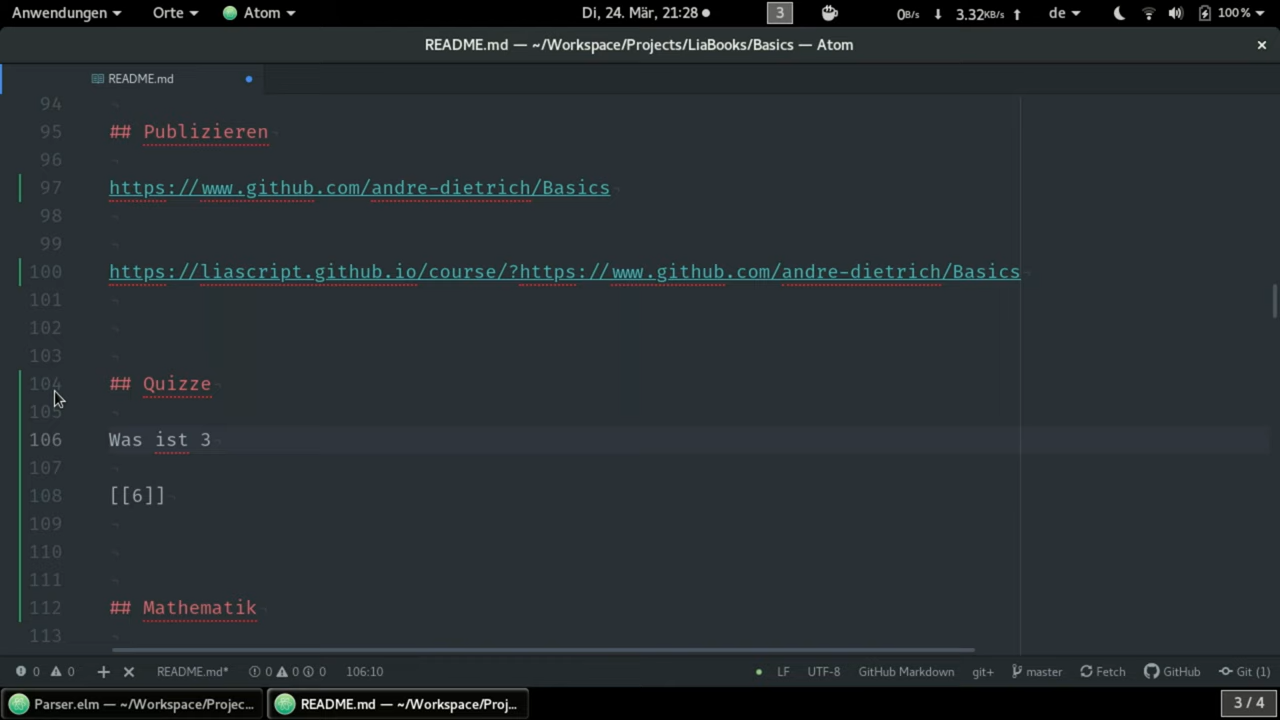 Anwendungen Orte Atom Di, 24. Mär, 21:28 3 0B/s ↓ 3.32KB/s ↑ de 100%
README.md — ~/Workspace/Projects/LiaBooks/Basics — Atom ×
README.md
94
95 ## Publizieren
96
97 https://www.github.com/andre-dietrich/Basics
98
99
100 https://liascript.github.io/course/?https://www.github.com/andre-dietrich/Basics
101
102
103
104 ## Quizze
105
106 Was ist 3
107
108 [[6]]
109
110
111
112 ## Mathematik
113
0 0 + × README.md* 0 0 0 106:10 LF UTF-8 GitHub Markdown git+ master Fetch GitHub Git (1)
Parser.elm — ~/Workspace/Projec... README.md — ~/Workspace/Proj... 3 / 4